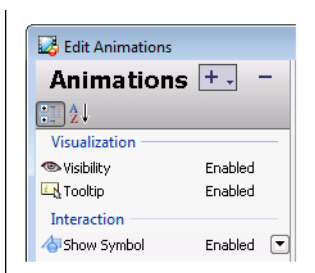 Edit Animations
Animations
Visualization
Visibility Enabled
Tooltip Enabled
Interaction
Show Symbol Enabled